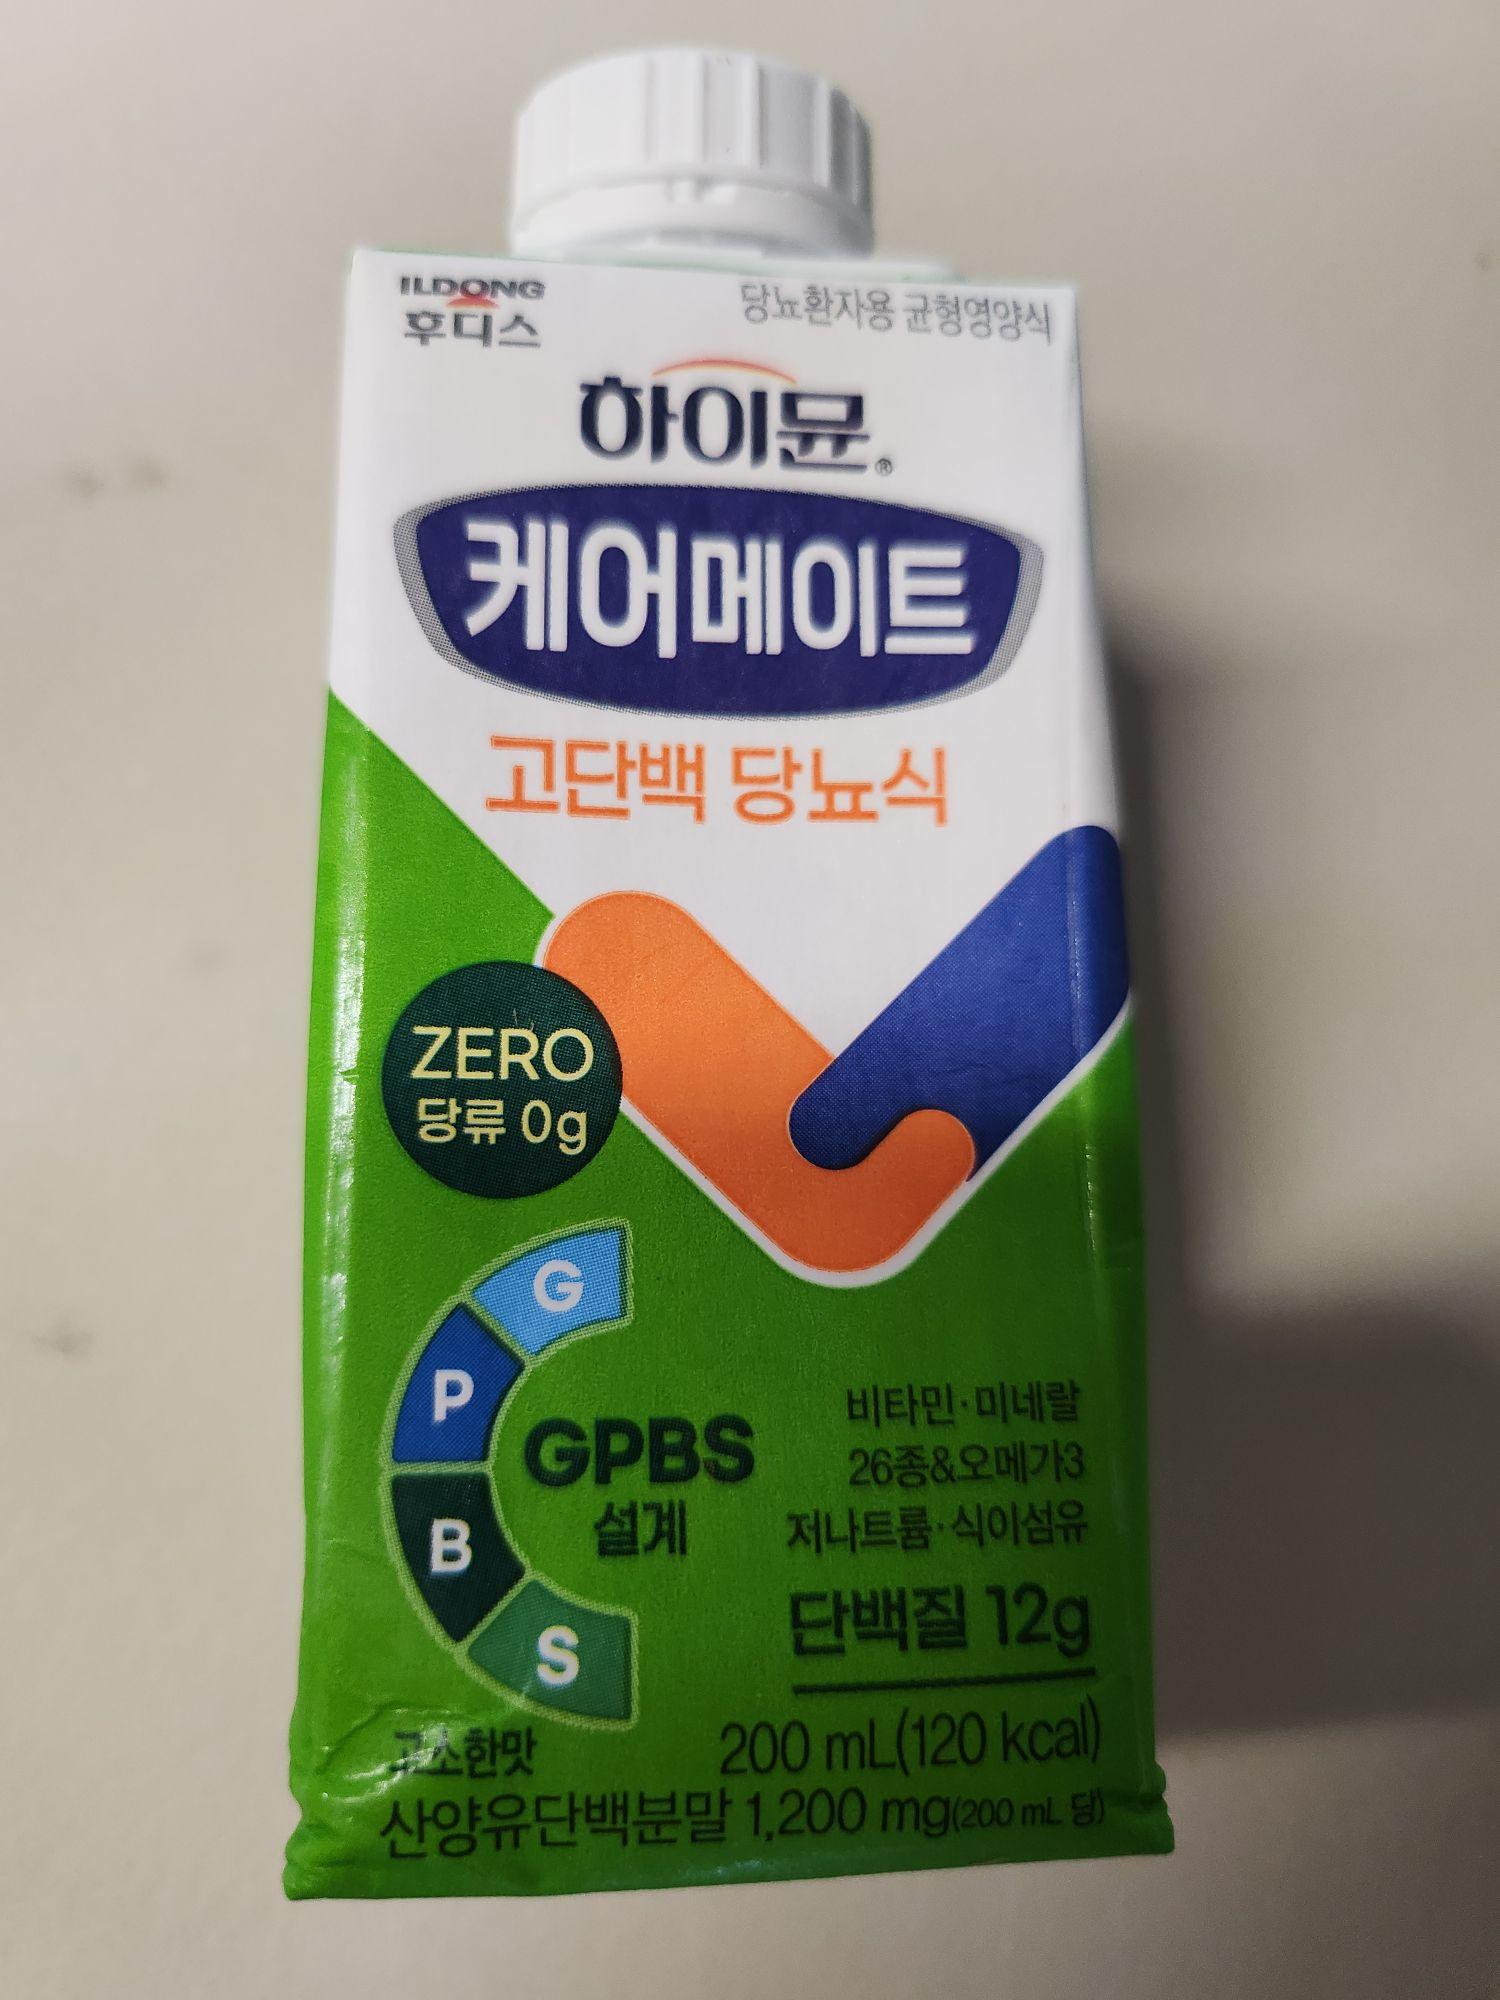 ILDONG
후디스
당뇨환자용 균형영양식
하이뮨®
케어메이트
고단백 당뇨식
ZERO
당류 0g
G
P
B
S
GPBS
설계
비타민·미네랄
26종&오메가3
저나트륨·식이섬유
단백질 12g
고소한맛
200 mL(120 kcal)
산양유단백분말 1,200 mg(200 mL 당)